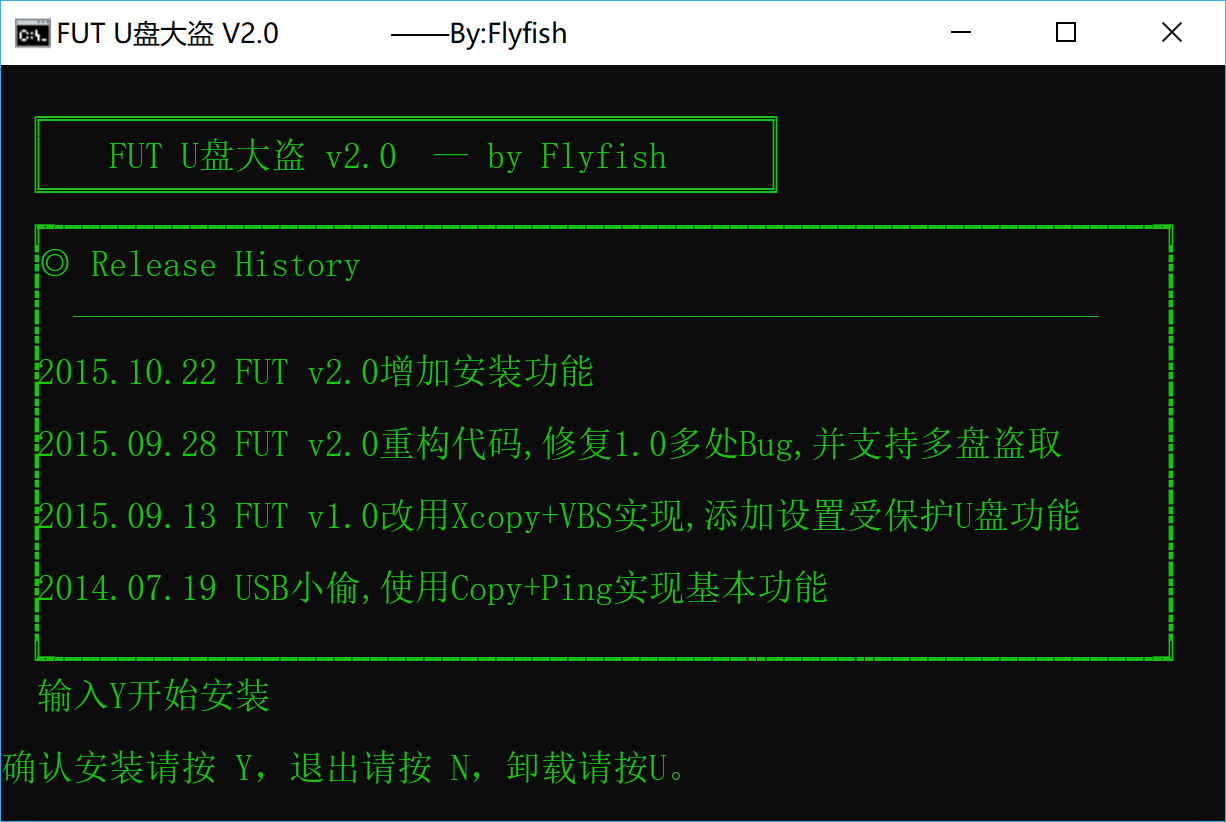 FUT U盘大盗 V2.0 ——By:Flyfish
FUT U盘大盗 v2.0 — by Flyfish
◎ Release History
2015.10.22 FUT v2.0增加安装功能
2015.09.28 FUT v2.0重构代码,修复1.0多处Bug,并支持多盘盗取
2015.09.13 FUT v1.0改用Xcopy+VBS实现,添加设置受保护U盘功能
2014.07.19 USB小偷,使用Copy+Ping实现基本功能
输入Y开始安装
确认安装请按 Y，退出请按 N，卸载请按U。